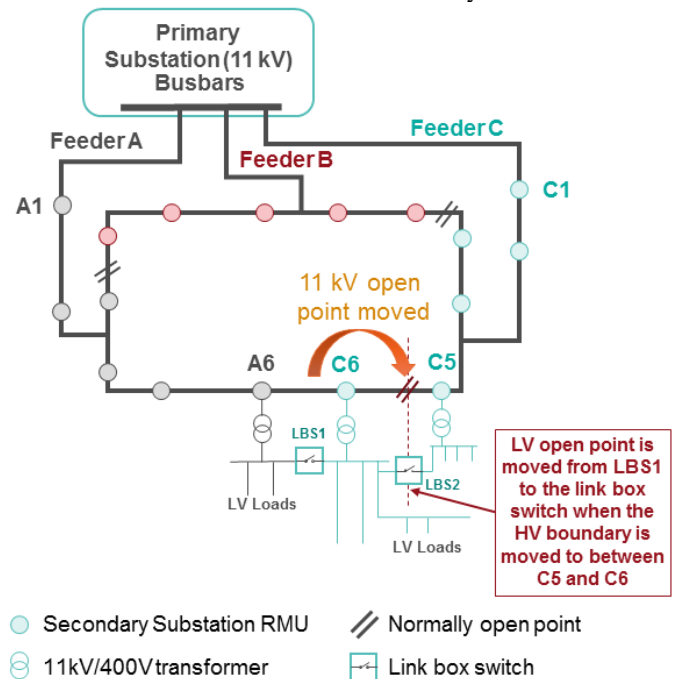 Primary
Substation (11 kV)
Busbars
Feeder A
Feeder B
Feeder C
A1
C1
11 kV open
point moved
A6
C6
C5
LBS1
LBS2
LV Loads
LV Loads
LV open point is
moved from LBS1
to the link box
switch when the
HV boundary is
moved to between
C5 and C6
Secondary Substation RMU
Normally open point
11kV/400V transformer
Link box switch